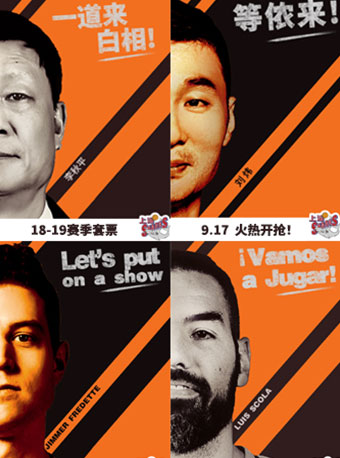 一道来
白相!
李秋平
18-19赛季套票
等侬来!
刘炜
9.17 火热开抢!
Let's put
on a show
JIMMER FREDETTE
¡Vamos
a Jugar!
LUIS SCOLA